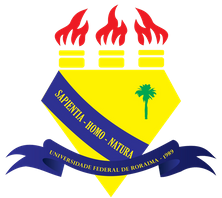 SAPIENTIA - HOMO - NATURA
UNIVERSIDADE FEDERAL DE RORAIMA - 1989